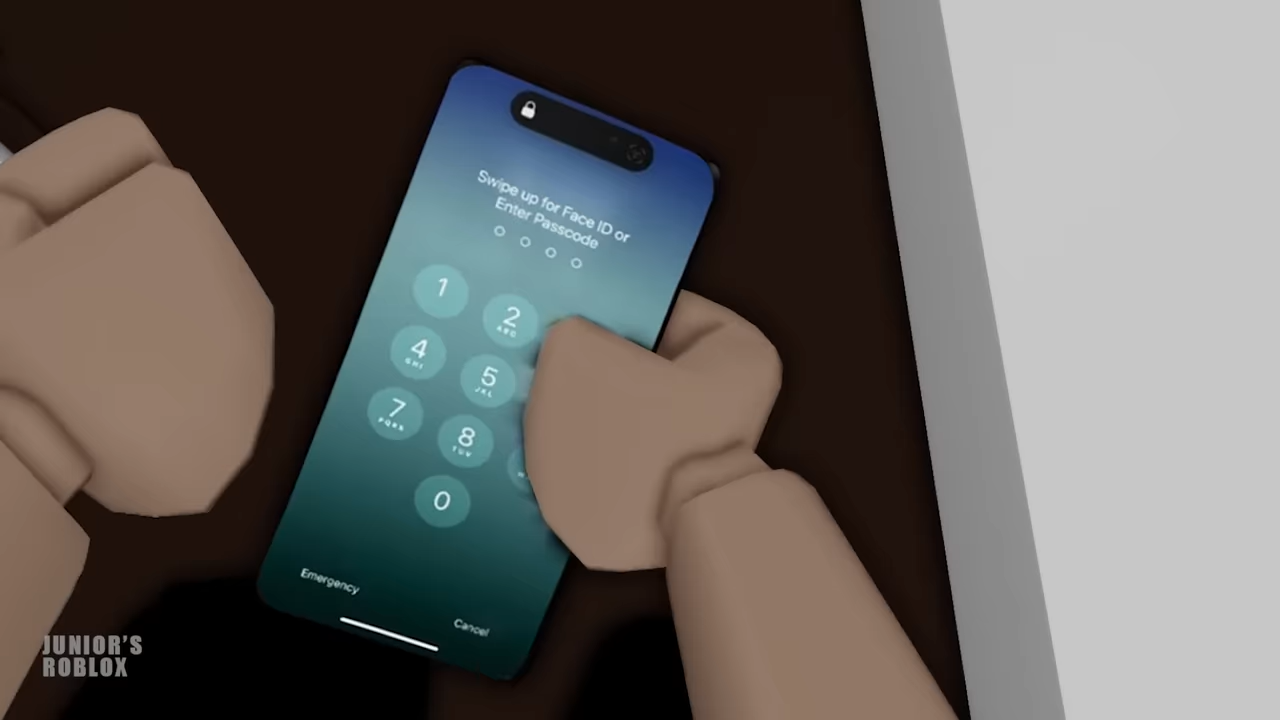 Swipe up for Face ID or
Enter Passcode
1
2
ABC
4
GHI
5
JKL
7
PQRS
8
TUV
0
Emergency
Cancel
JUNIOR'S
ROBLOX